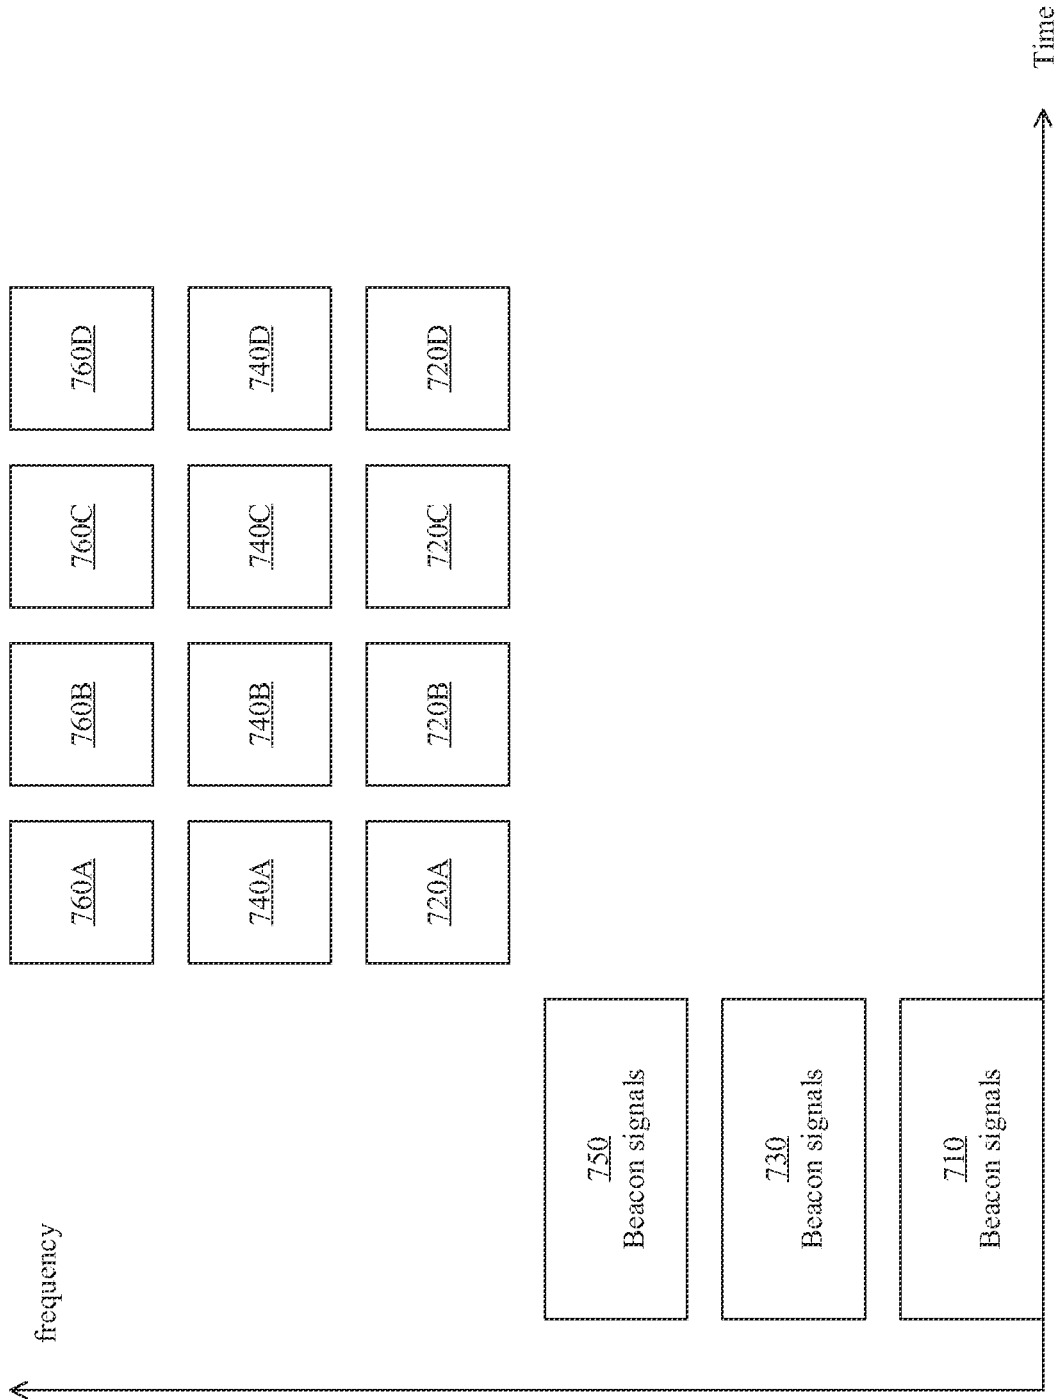 frequency
760A
760B
760C
760D
740A
740B
740C
740D
720A
720B
720C
720D
750
Beacon signals
730
Beacon signals
710
Beacon signals
Time